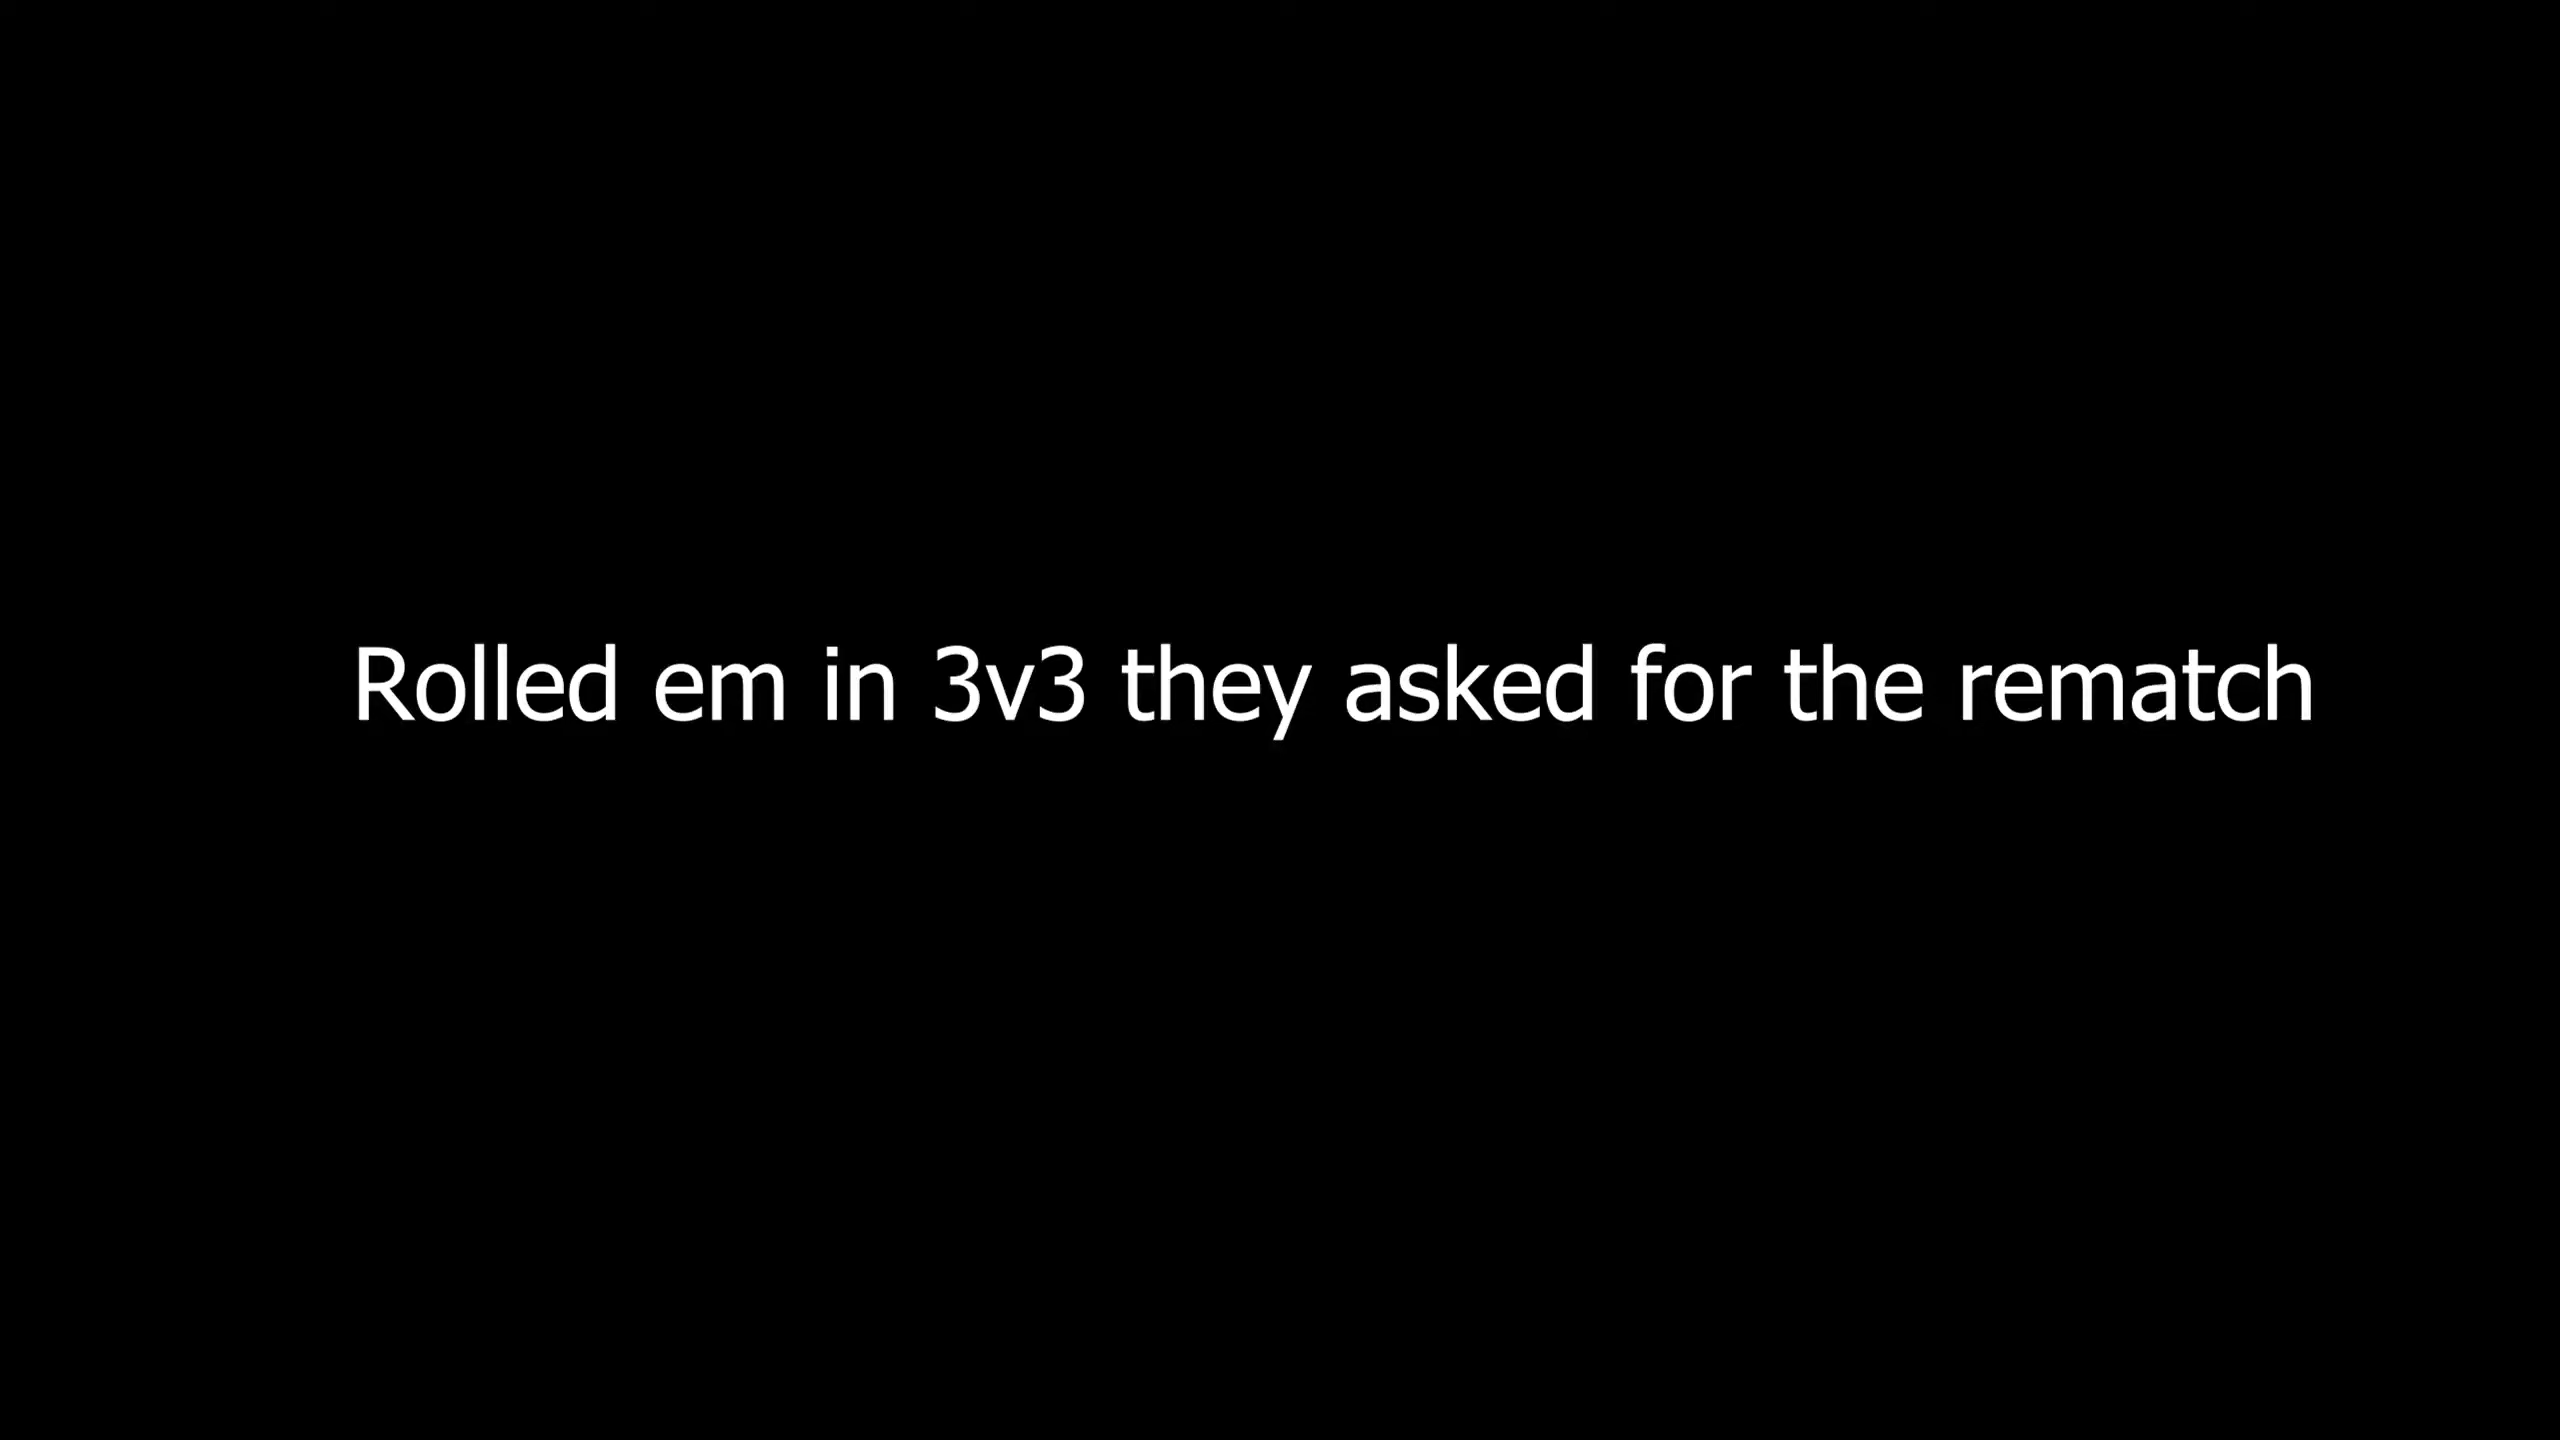 Rolled em in 3v3 they asked for the rematch